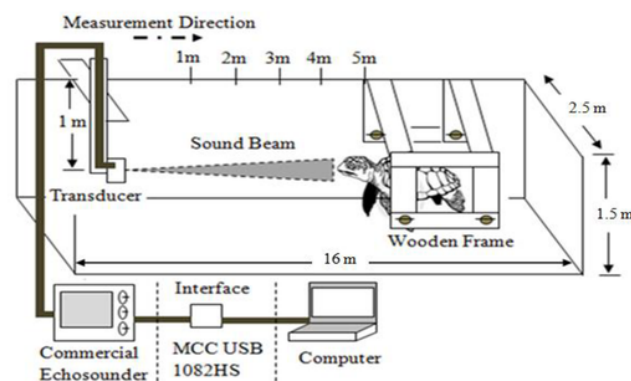 Measurement Direction
1m 2m 3m 4m 5m
2.5 m
1 m
Sound Beam
Transducer
1.5 m
Wooden Frame
16 m
Interface
Commercial
Echosounder
MCC USB
1082HS
Computer